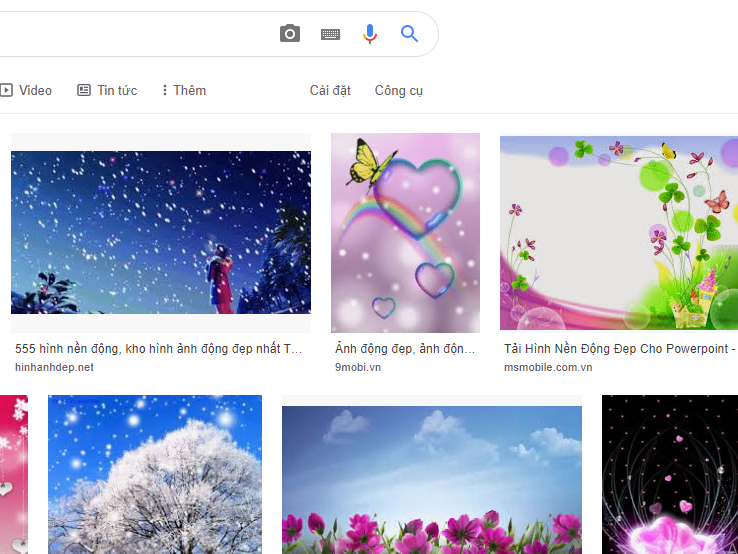 Video
Tin tức
Thêm
Cài đặt
Công cụ
555 hình nền động, kho hình ảnh động đẹp nhất T...
hinhanhdep.net
Ảnh động đẹp, ảnh độn...
9mobi.vn
Tải Hình Nền Động Đẹp Cho Powerpoint -
msmobile.com.vn